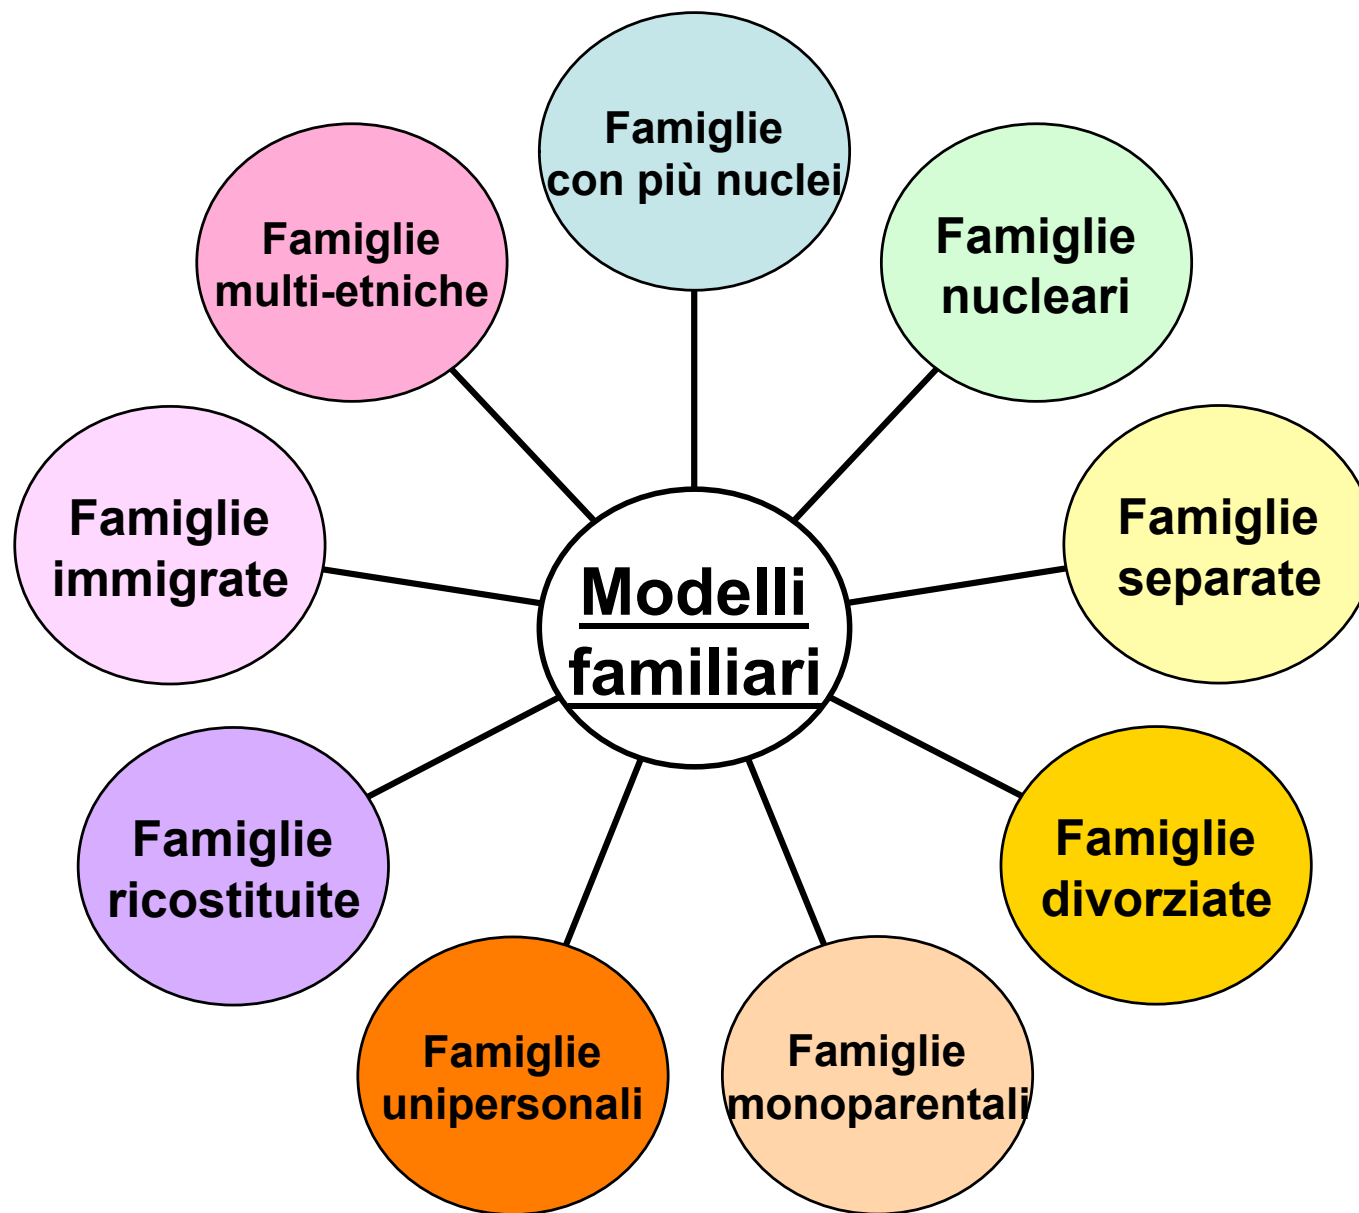 Famiglie
con più nuclei
Famiglie
nucleari
Famiglie
separate
Famiglie
divorziate
Famiglie
monoparentali
Famiglie
unipersonali
Famiglie
ricostituite
Famiglie
immigrate
Famiglie
multi-etniche
Modelli
familiari